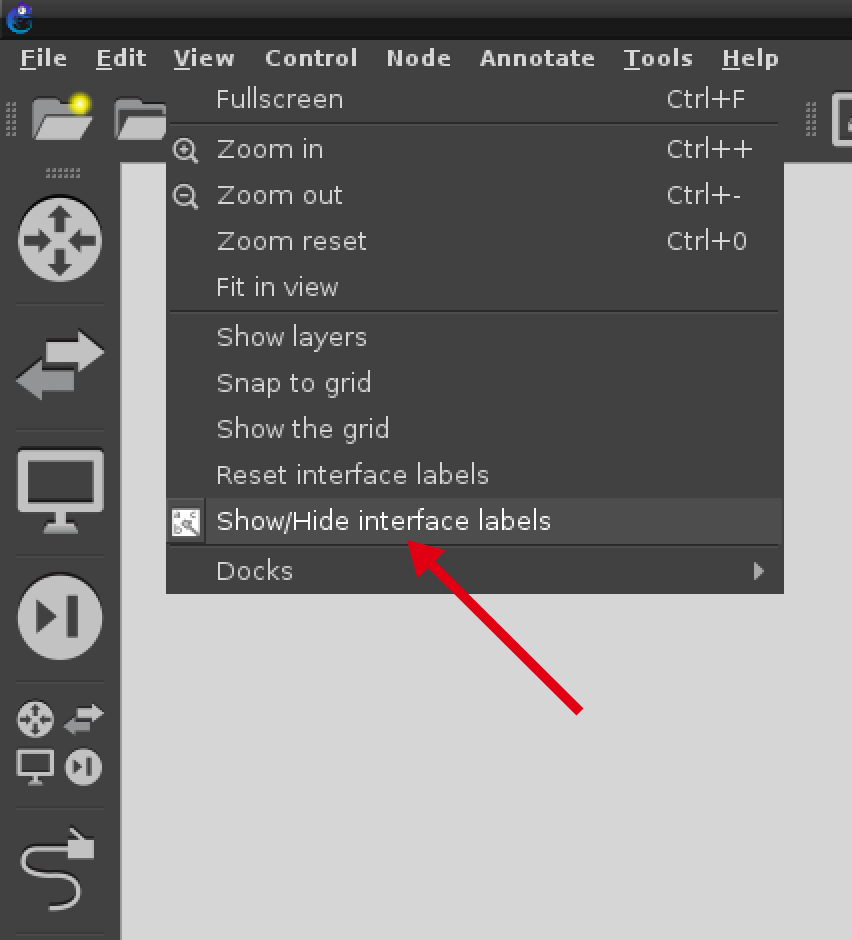 File Edit View Control Node Annotate Tools Help
Fullscreen Ctrl+F
Zoom in Ctrl++
Zoom out Ctrl+-
Zoom reset Ctrl+0
Fit in view
Show layers
Snap to grid
Show the grid
Reset interface labels
Show/Hide interface labels
Docks